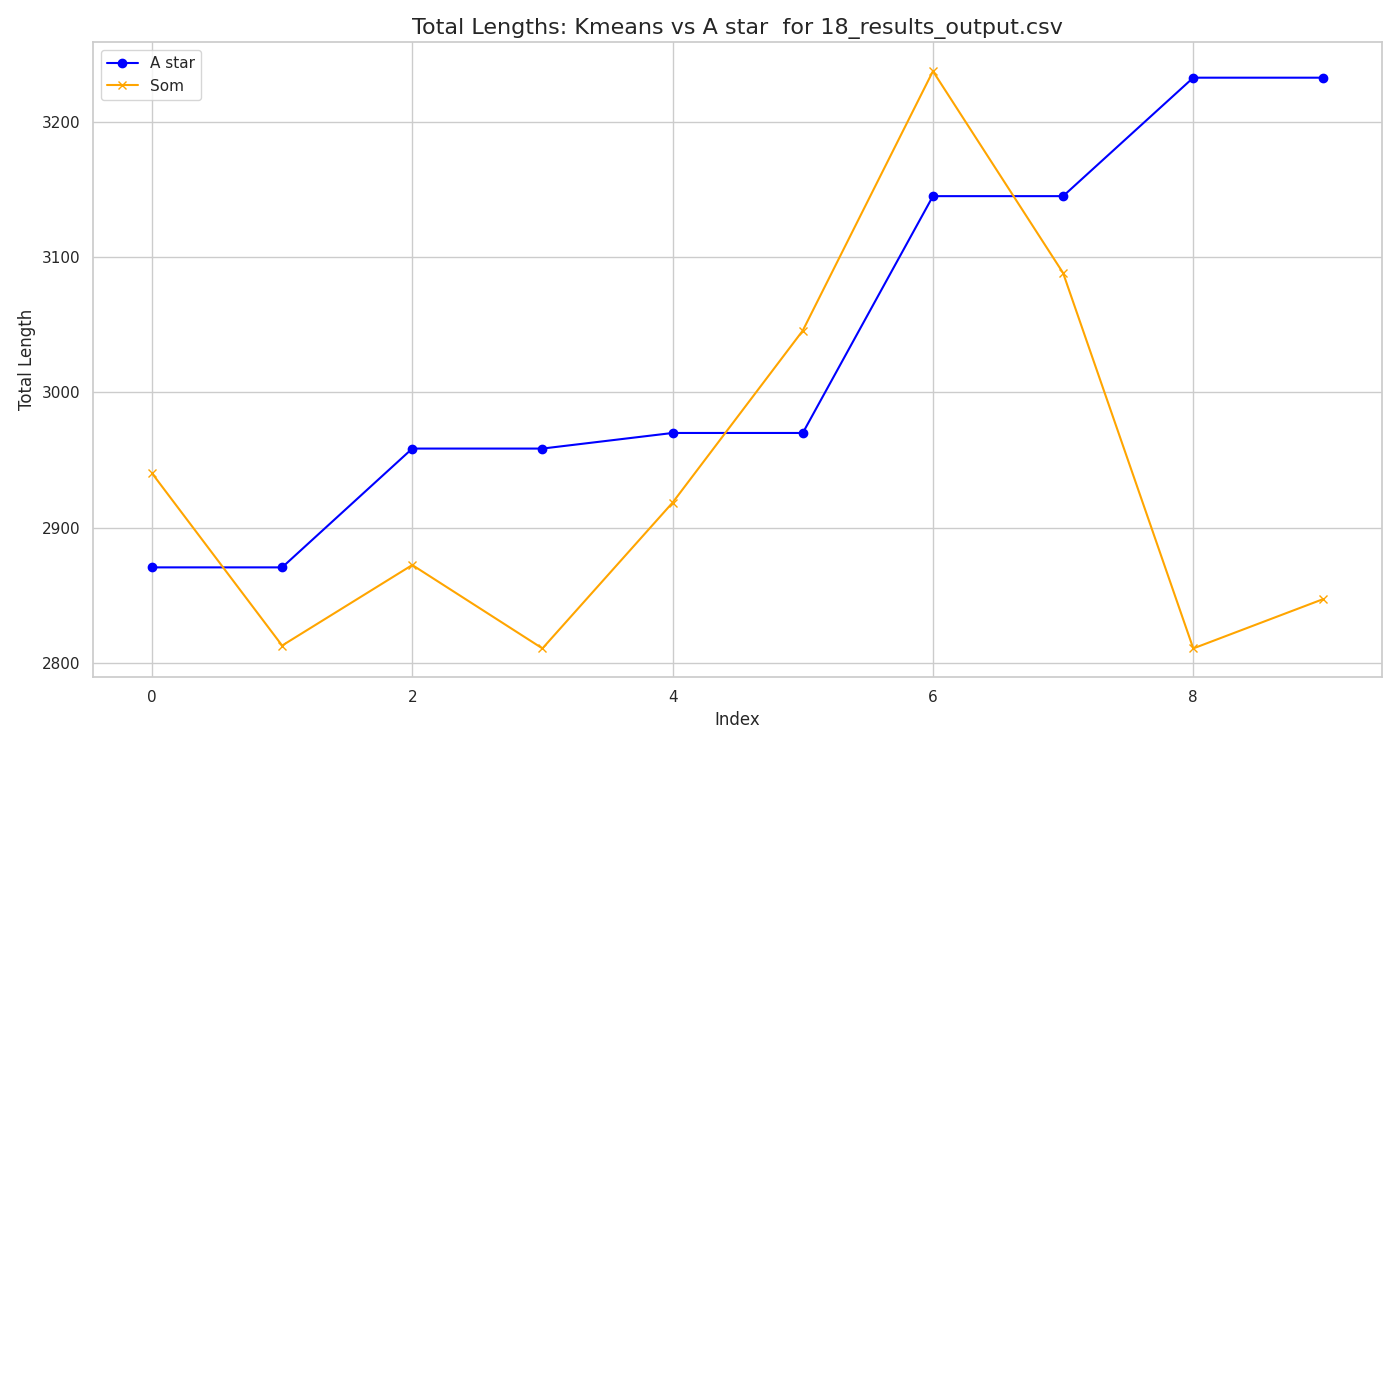 Total Lengths: Kmeans vs A star  for 18_results_output.csv
A star
Som
3200
3100
3000
2900
2800
Total Length
0 2 4 6 8
Index